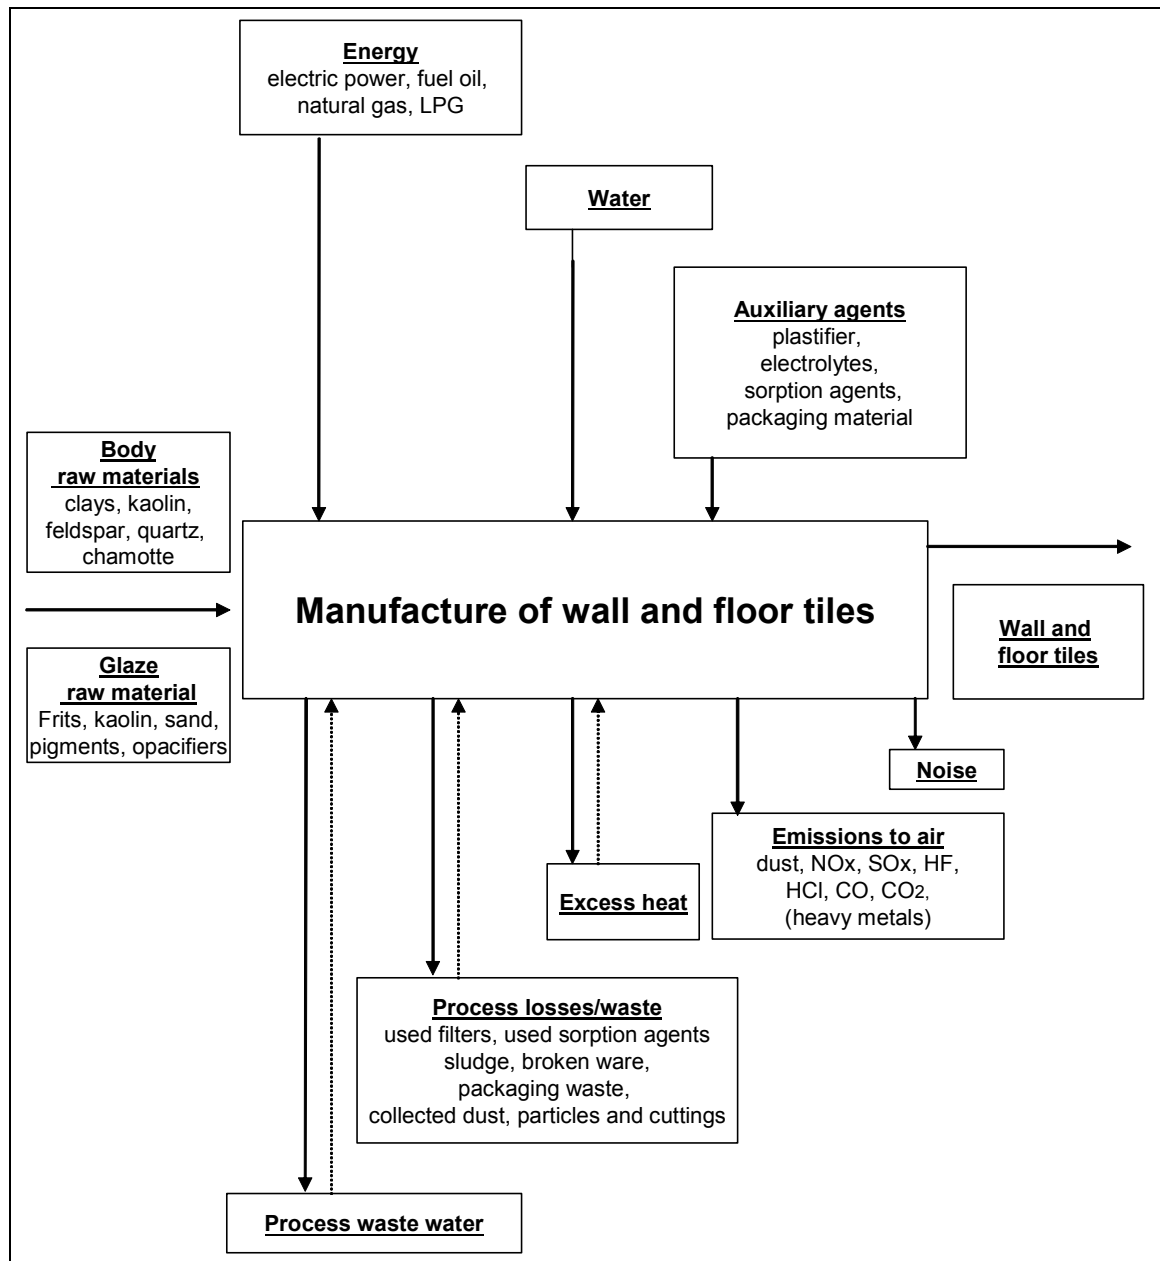 Energy
electric power, fuel oil,
natural gas, LPG
Water
Auxiliary agents
plastifier,
electrolytes,
sorption agents,
packaging material
Body
raw materials
clays, kaolin,
feldspar, quartz,
chamotte
Manufacture of wall and floor tiles
Wall and
floor tiles
Glaze
raw material
Frits, kaolin, sand,
pigments, opacifiers
Noise
Emissions to air
dust, NOx, SOx, HF,
HCl, CO, CO2,
(heavy metals)
Excess heat
Process losses/waste
used filters, used sorption agents
sludge, broken ware,
packaging waste,
collected dust, particles and cuttings
Process waste water